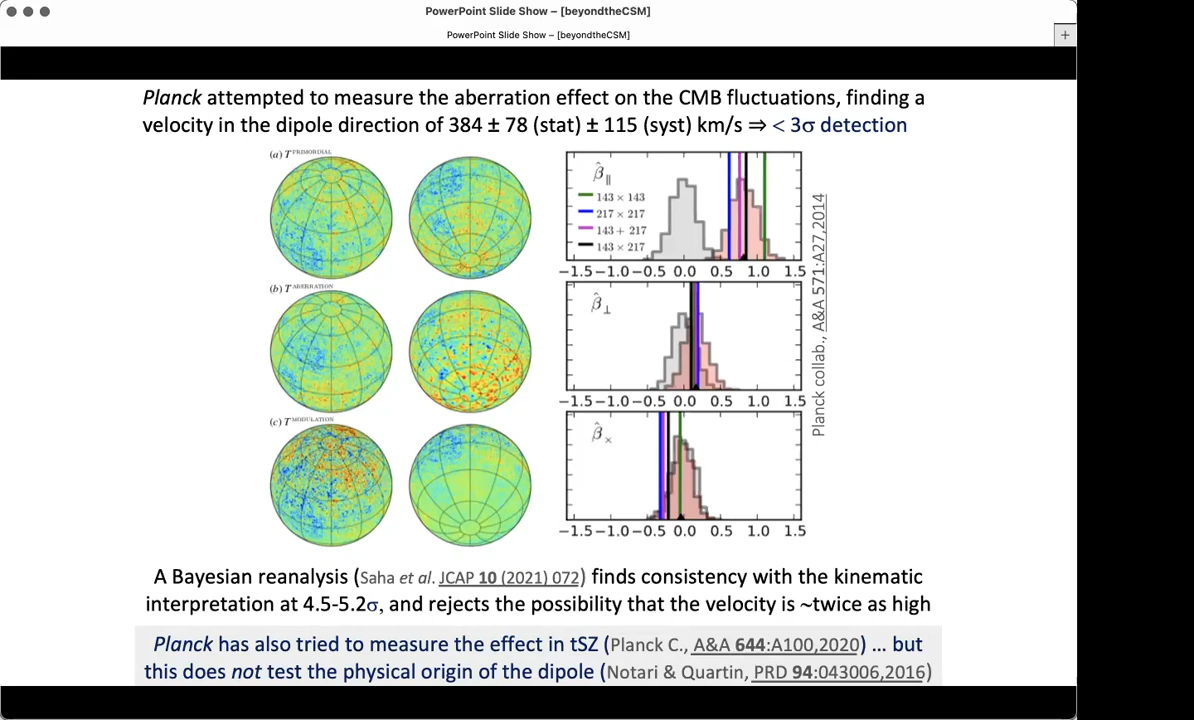 PowerPoint Slide Show – [beyondtheCSM]
PowerPoint Slide Show – [beyondtheCSM]
+
Planck attempted to measure the aberration effect on the CMB fluctuations, finding a
velocity in the dipole direction of 384 ± 78 (stat) ± 115 (syst) km/s ⇒ < 3σ detection
(a) T PRIMORDIAL
(b) T ABERRATION
(c) T MODULATION
β̂∥
143 × 143
217 × 217
143 + 217
143 × 217
−1.5 −1.0 −0.5 0.0 0.5 1.0 1.5
β̂⊥
−1.5 −1.0 −0.5 0.0 0.5 1.0 1.5
β̂×
−1.5 −1.0 −0.5 0.0 0.5 1.0 1.5
Planck collab., A&A 571:A27,2014
A Bayesian reanalysis (Saha et al. JCAP 10 (2021) 072) finds consistency with the kinematic
interpretation at 4.5-5.2σ, and rejects the possibility that the velocity is ~twice as high
Planck has also tried to measure the effect in tSZ (Planck C., A&A 644:A100,2020) ... but
this does not test the physical origin of the dipole (Notari & Quartin, PRD 94:043006,2016)